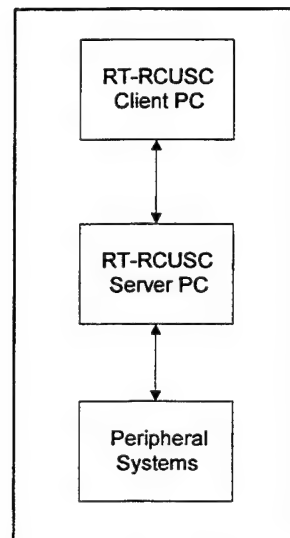 RT-RCUSC
Client PC
RT-RCUSC
Server PC
Peripheral
Systems